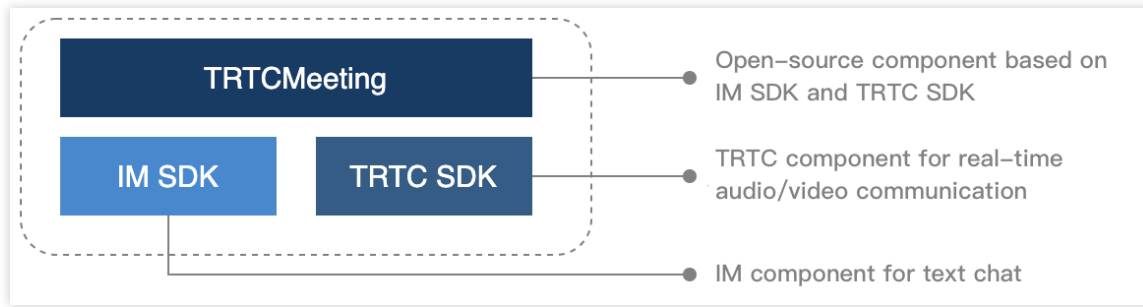 TRTCMeeting
Open-source component based on
IM SDK and TRTC SDK
IM SDK
TRTC SDK
TRTC component for real-time
audio/video communication
IM component for text chat